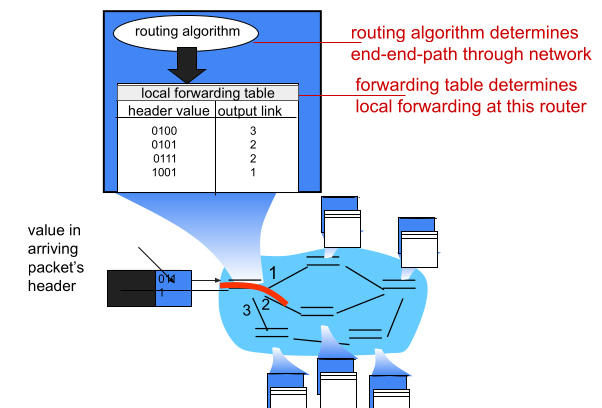 routing algorithm
routing algorithm determines
end-end-path through network
local forwarding table
forwarding table determines
local forwarding at this router
header value output link
0100 3
0101 2
0111 2
1001 1
value in
arriving
packet's
header
011
1
1
2
3